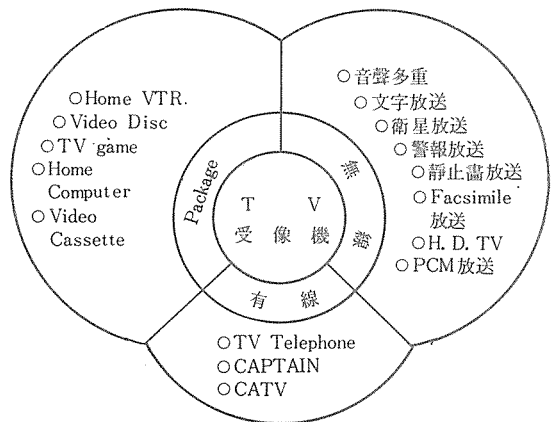 ○Home VTR.
○Video Disc
○TV game
○Home
Computer
○Video
Cassette
Package
T V
受 像 機
無 線
有 線
○音聲多重
○文字放送
○衛星放送
○警報放送
○靜止畵放送
○Facsimile
放送
○H. D. TV
○PCM放送
○TV Telephone
○CAPTAIN
○CATV